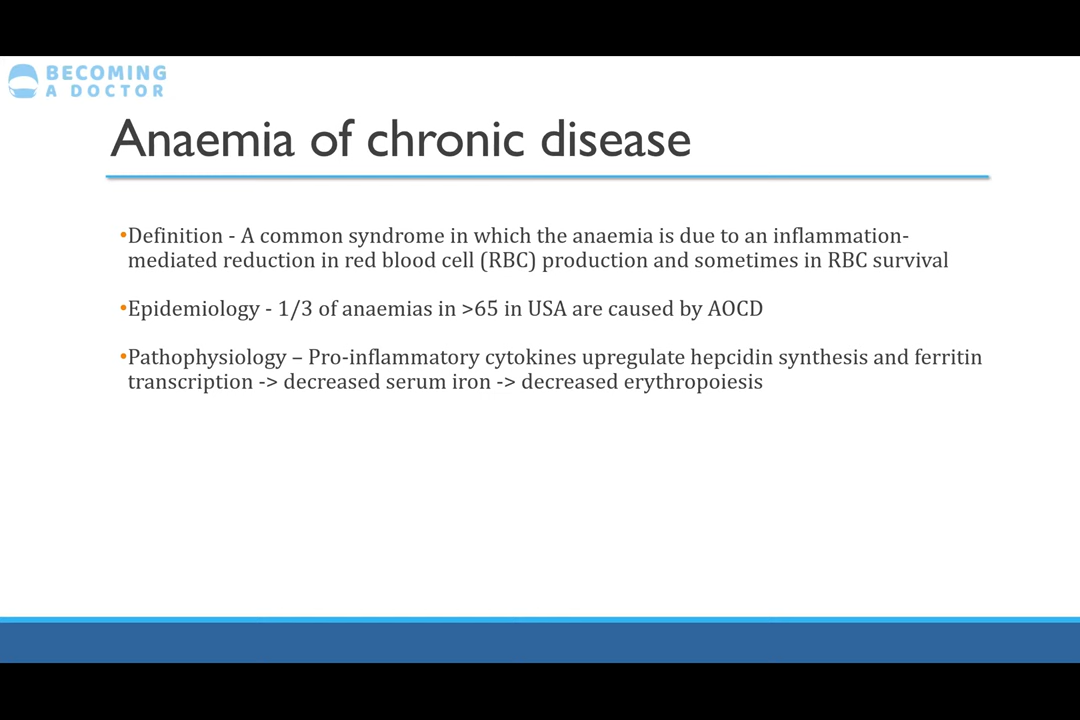 BECOMING
A DOCTOR
Anaemia of chronic disease
•Definition - A common syndrome in which the anaemia is due to an inflammation-
mediated reduction in red blood cell (RBC) production and sometimes in RBC survival
•Epidemiology - 1/3 of anaemias in >65 in USA are caused by AOCD
•Pathophysiology – Pro-inflammatory cytokines upregulate hepcidin synthesis and ferritin
transcription -> decreased serum iron -> decreased erythropoiesis